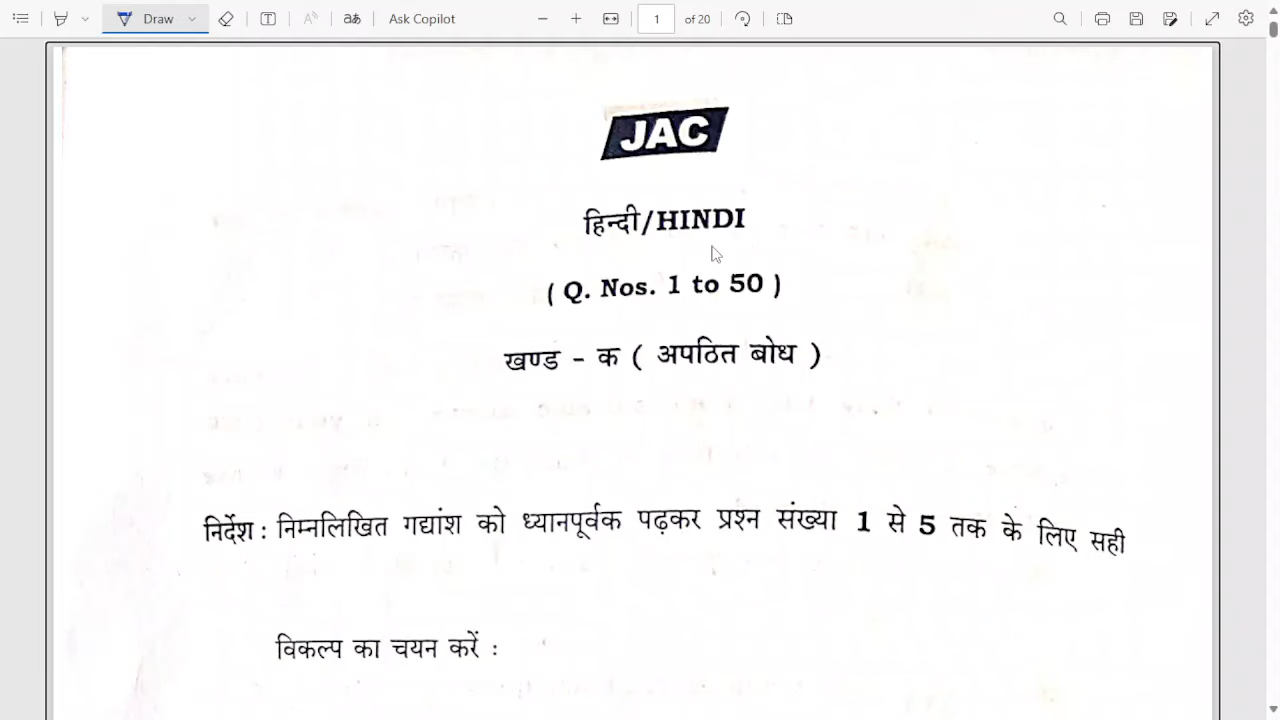 Draw
Ask Copilot
1 of 20
JAC
हिन्दी/HINDI
( Q. Nos. 1 to 50 )
खण्ड - क ( अपठित बोध )
निर्देश : निम्नलिखित गद्यांश को ध्यानपूर्वक पढ़कर प्रश्न संख्या 1 से 5 तक के लिए सही
विकल्प का चयन करें :